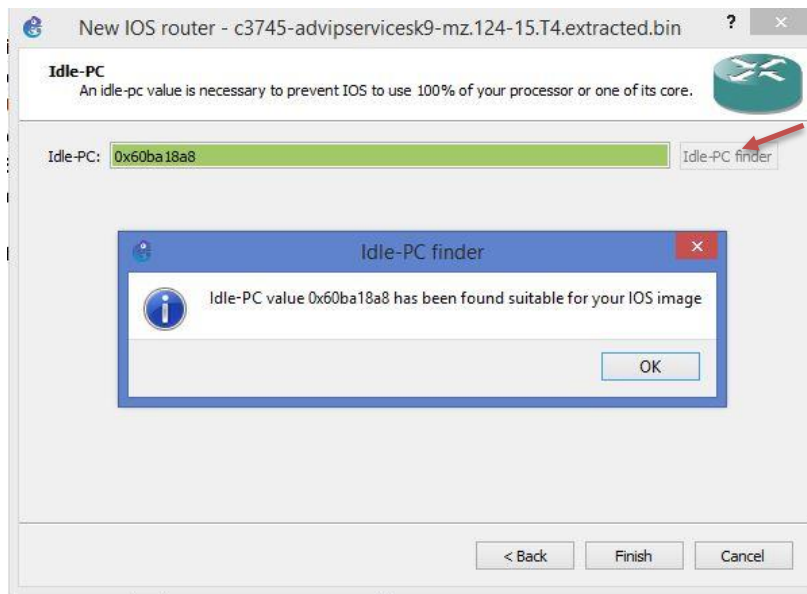 New IOS router - c3745-advipservicesk9-mz.124-15.T4.extracted.bin
?
Idle-PC
An idle-pc value is necessary to prevent IOS to use 100% of your processor or one of its core.
Idle-PC: 0x60ba18a8 Idle-PC finder
Idle-PC finder
Idle-PC value 0x60ba18a8 has been found suitable for your IOS image
OK
< Back Finish Cancel